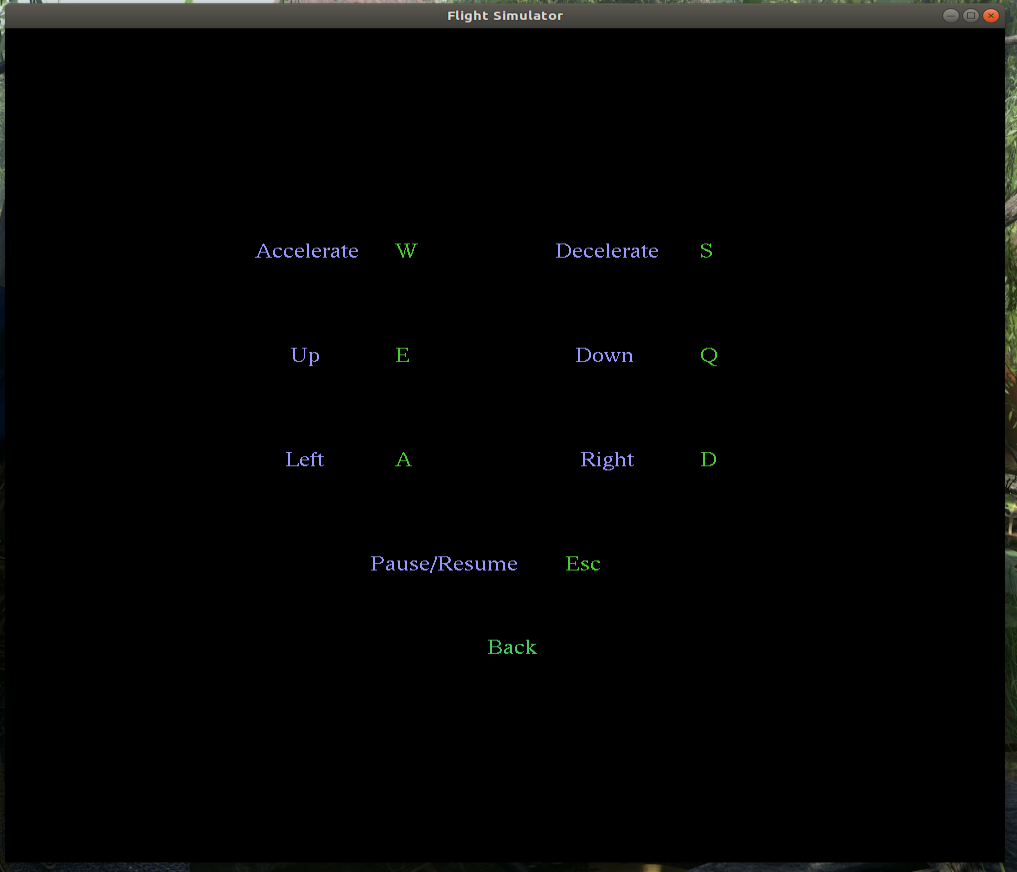 Flight Simulator
Accelerate W Decelerate S
Up E Down Q
Left A Right D
Pause/Resume Esc
Back